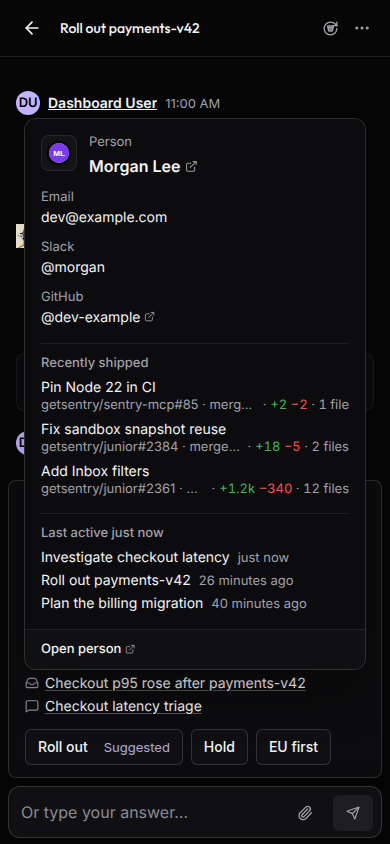 Roll out payments-v42
DU Dashboard User 11:00 AM
ML
Person
Morgan Lee
Email
dev@example.com
Slack
@morgan
GitHub
@dev-example
Recently shipped
Pin Node 22 in CI
getsentry/sentry-mcp#85 · merg... · +2 −2 · 1 file
Fix sandbox snapshot reuse
getsentry/junior#2384 · merge... · +18 −5 · 2 files
Add Inbox filters
getsentry/junior#2361 · ... · +1.2k −340 · 12 files
Last active just now
Investigate checkout latency just now
Roll out payments-v42 26 minutes ago
Plan the billing migration 40 minutes ago
Open person
Checkout p95 rose after payments-v42
Checkout latency triage
Roll out Suggested Hold EU first
Or type your answer...